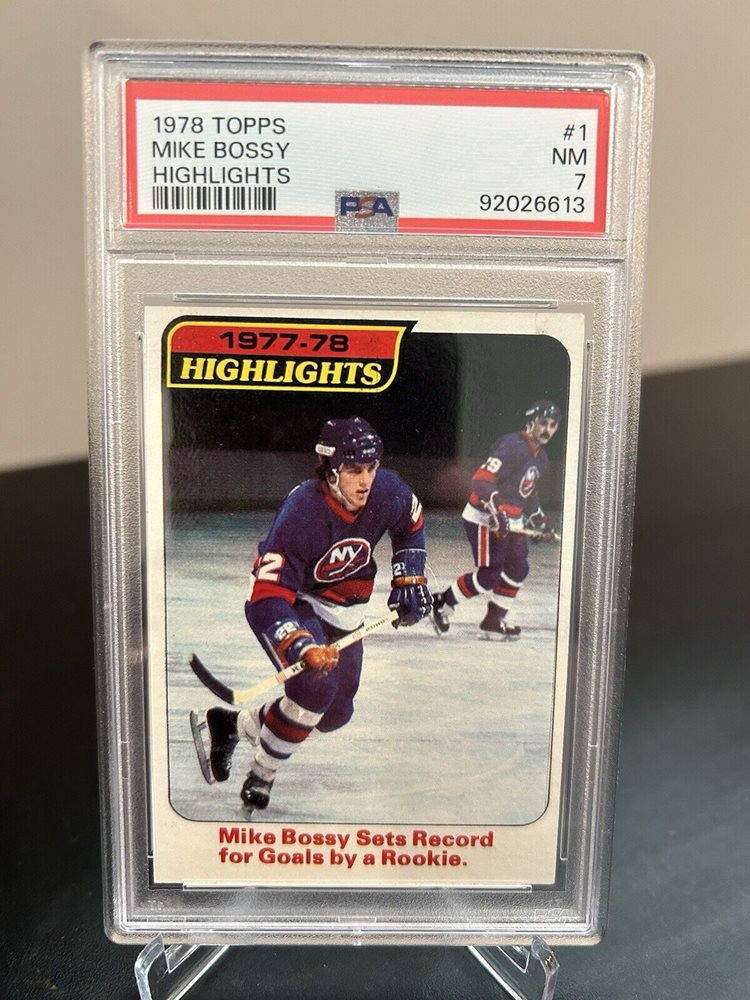 1978 TOPPS
MIKE BOSSY
HIGHLIGHTS
#1
NM
7
92026613
PSA
1977-78
HIGHLIGHTS
NY
22
Mike Bossy Sets Record
for Goals by a Rookie.